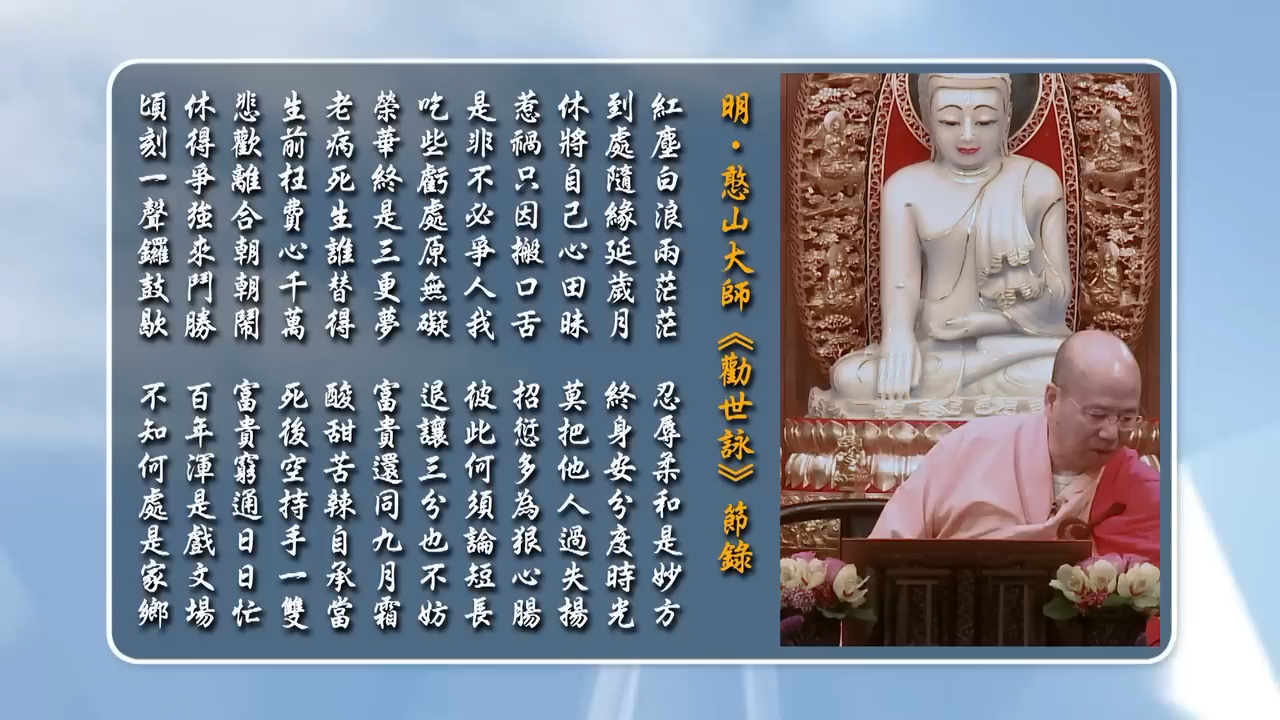 明・憨山大師《勸世詠》節錄
紅塵白浪兩茫茫 忍辱柔和是妙方
到處隨緣延歲月 終身安分度時光
休將自己心田昧 莫把他人過失揚
惹禍只因搬口舌 招愆多為狠心腸
是非不必爭人我 彼此何須論短長
吃些虧處原無礙 退讓三分也不妨
榮華終是三更夢 富貴還同九月霜
老病死生誰替得 酸甜苦辣自承當
生前枉費心千萬 死後空持手一雙
悲歡離合朝朝鬧 富貴窮通日日忙
休得爭強來鬥勝 百年渾是戲文場
頃刻一聲鑼鼓歇 不知何處是家鄉